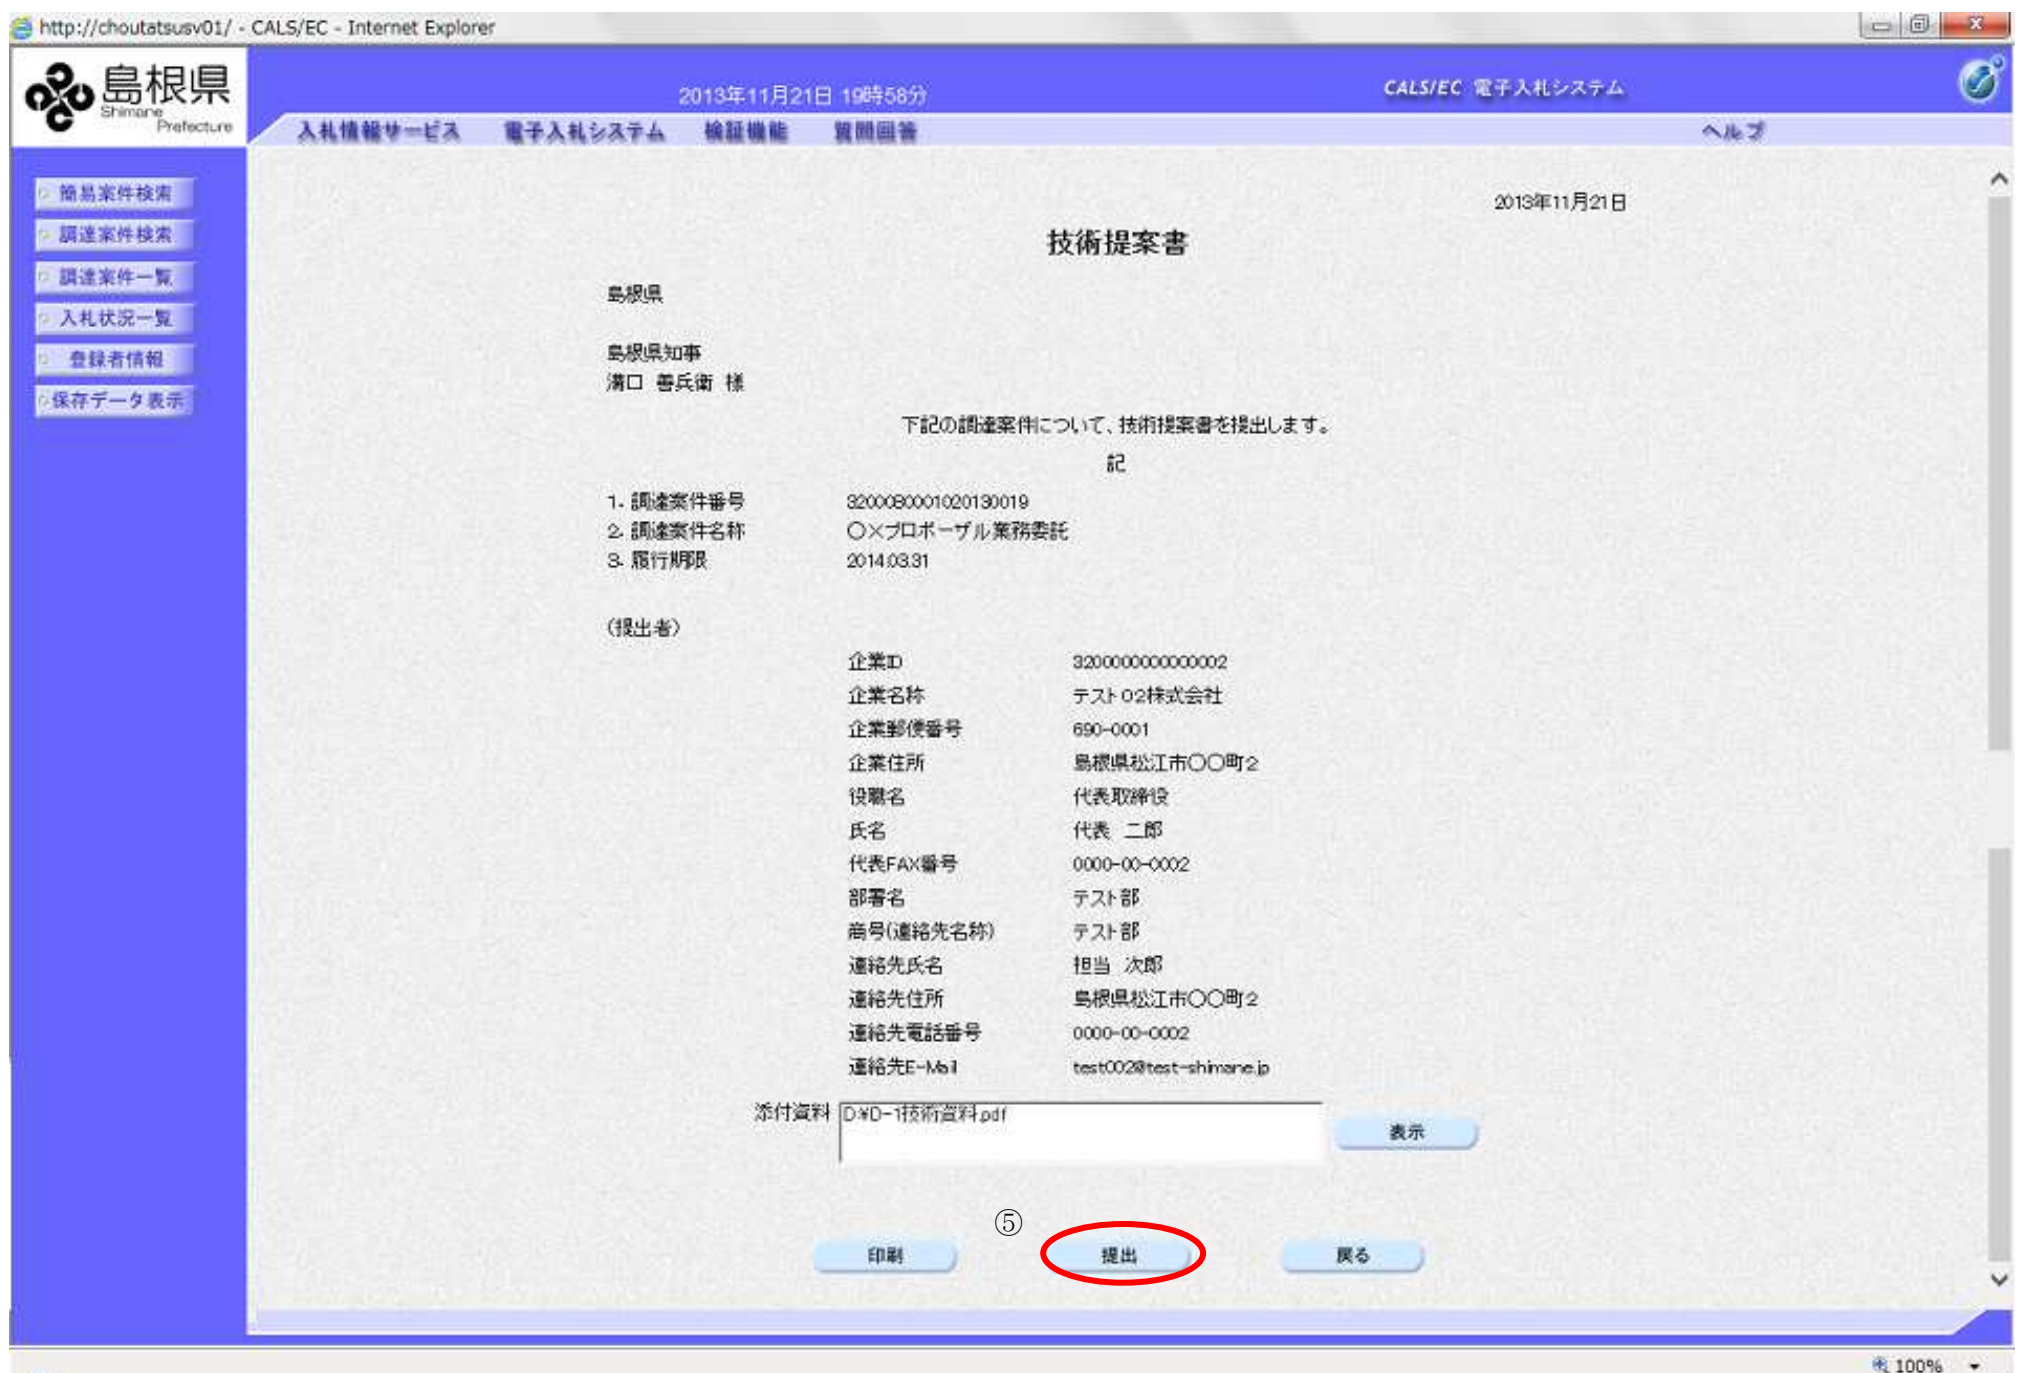 http://choutatsusv01/ - CALS/EC - Internet Explorer
島根県
Shimane
Prefecture
2013年11月21日 19時58分
CALS/EC 電子入札システム
入札情報サービス 電子入札システム 検証機能 質問回答 ヘルプ
簡易案件検索
調達案件検索
調達案件一覧
入札状況一覧
登録者情報
保存データ表示
2013年11月21日
技術提案書
島根県
島根県知事
溝口 善兵衛 様
下記の調達案件について、技術提案書を提出します。
記
1. 調達案件番号 3200080001020130019
2. 調達案件名称 〇×プロポーザル業務委託
3. 履行期限 2014.03.31
(提出者)
企業ID 3200000000000002
企業名称 テスト02株式会社
企業郵便番号 690-0001
企業住所 島根県松江市〇〇町2
役職名 代表取締役
氏名 代表 二郎
代表FAX番号 0000-00-0002
部署名 テスト部
商号(連絡先名称) テスト部
連絡先氏名 担当 次郎
連絡先住所 島根県松江市〇〇町2
連絡先電話番号 0000-00-0002
連絡先E-Mail test002@test-shimane.jp
添付資料 D:¥D-1技術資料.pdf 表示
⑤
印刷 提出 戻る
100%